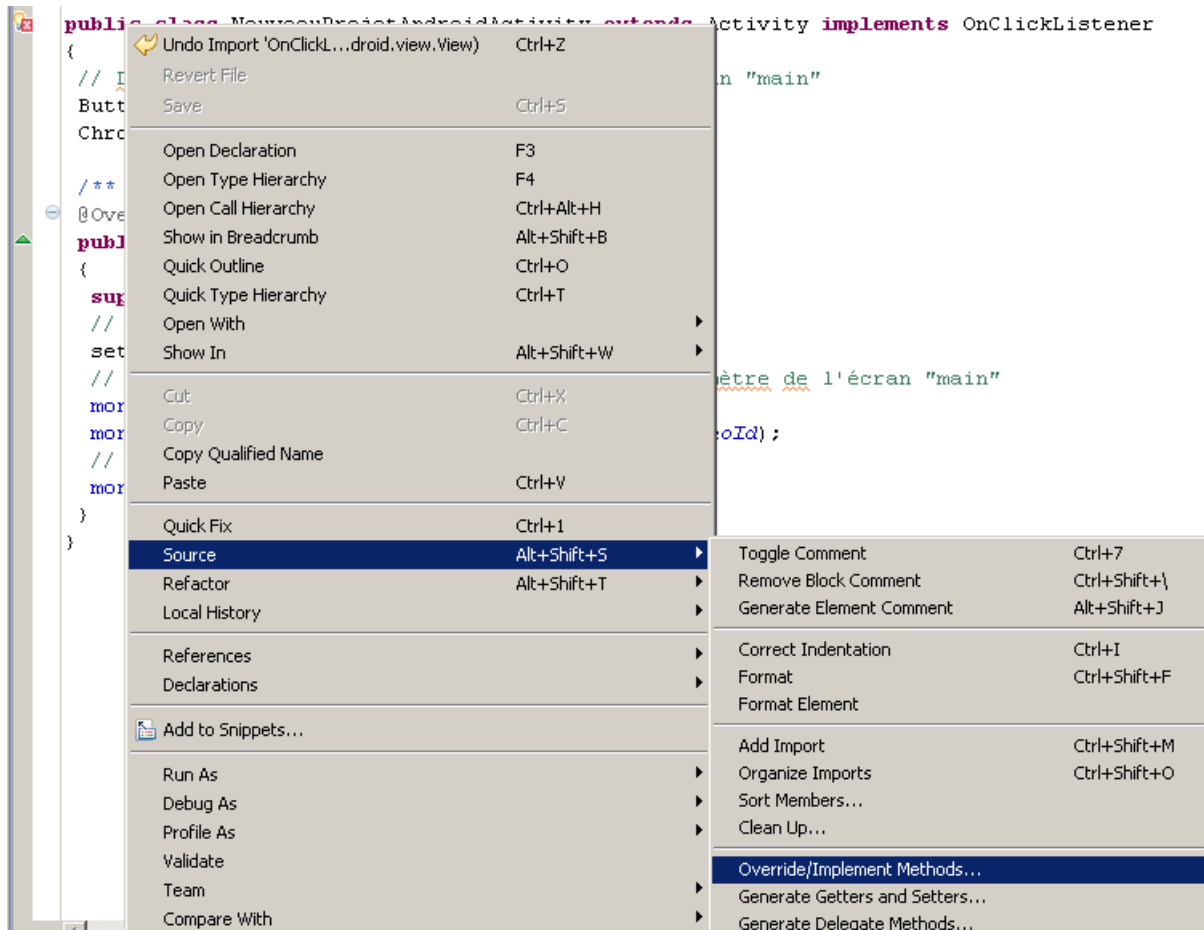 public class NouveauProjetAndroidActivity extends Activity implements OnClickListener
{
// I
n "main"
Butt
Chro
/**
@Ove
publ
{
sup
//
set
//
ètre de l'écran "main"
mor
mor
oId);
//
mor
}
}
Undo Import 'OnClickL...droid.view.View) Ctrl+Z
Revert File
Save Ctrl+S
Open Declaration F3
Open Type Hierarchy F4
Open Call Hierarchy Ctrl+Alt+H
Show in Breadcrumb Alt+Shift+B
Quick Outline Ctrl+O
Quick Type Hierarchy Ctrl+T
Open With
Show In Alt+Shift+W
Cut Ctrl+X
Copy Ctrl+C
Copy Qualified Name
Paste Ctrl+V
Quick Fix Ctrl+1
Source Alt+Shift+S
Refactor Alt+Shift+T
Local History
References
Declarations
Add to Snippets...
Run As
Debug As
Profile As
Validate
Team
Compare With
Toggle Comment Ctrl+7
Remove Block Comment Ctrl+Shift+\
Generate Element Comment Alt+Shift+J
Correct Indentation Ctrl+I
Format Ctrl+Shift+F
Format Element
Add Import Ctrl+Shift+M
Organize Imports Ctrl+Shift+O
Sort Members...
Clean Up...
Override/Implement Methods...
Generate Getters and Setters...
Generate Delegate Methods...